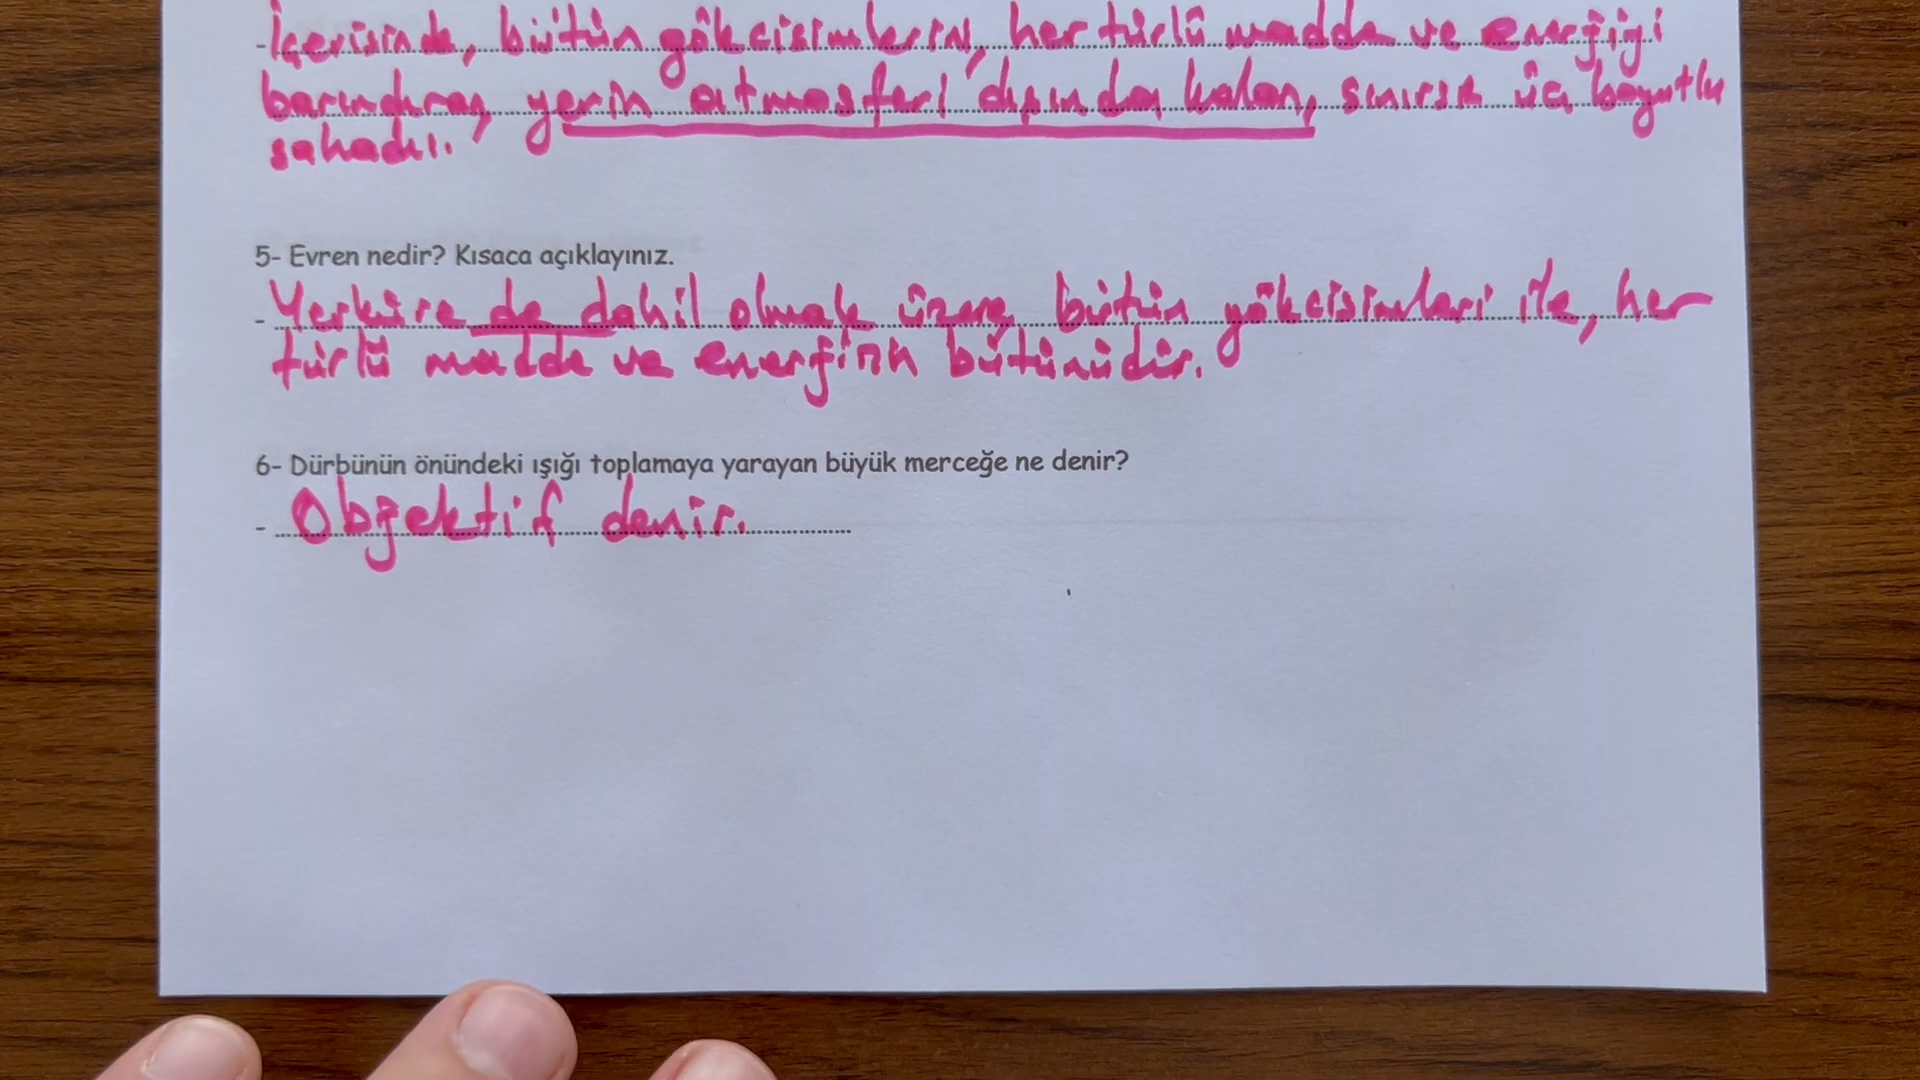 - İçerisinde, bütün gökcisimlerini, her türlü madde ve enerjiyi
barındıran, yerin atmosferi dışında kalan, sınırsız üç boyutlu
sahadır.
5- Evren nedir? Kısaca açıklayınız.
- Yerküre de dahil olmak üzere, bütün gökcisimleri ile, her
türlü madde ve enerjinin bütünüdür.
6- Dürbünün önündeki ışığı toplamaya yarayan büyük merceğe ne denir?
- Objektif denir.